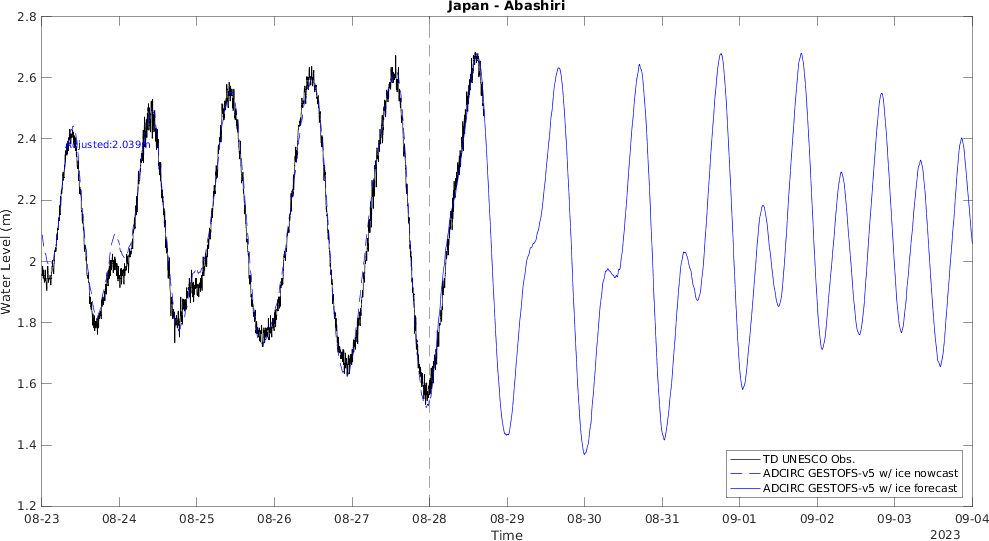 Japan - Abashiri
Water Level (m)
2.8
2.6
2.4
2.2
2
1.8
1.6
1.4
1.2
justed:2.039m
TD UNESCO Obs.
ADCIRC GESTOFS-v5 w/ ice nowcast
ADCIRC GESTOFS-v5 w/ ice forecast
08-23 08-24 08-25 08-26 08-27 08-28 08-29 08-30 08-31 09-01 09-02 09-03 09-04
Time
2023